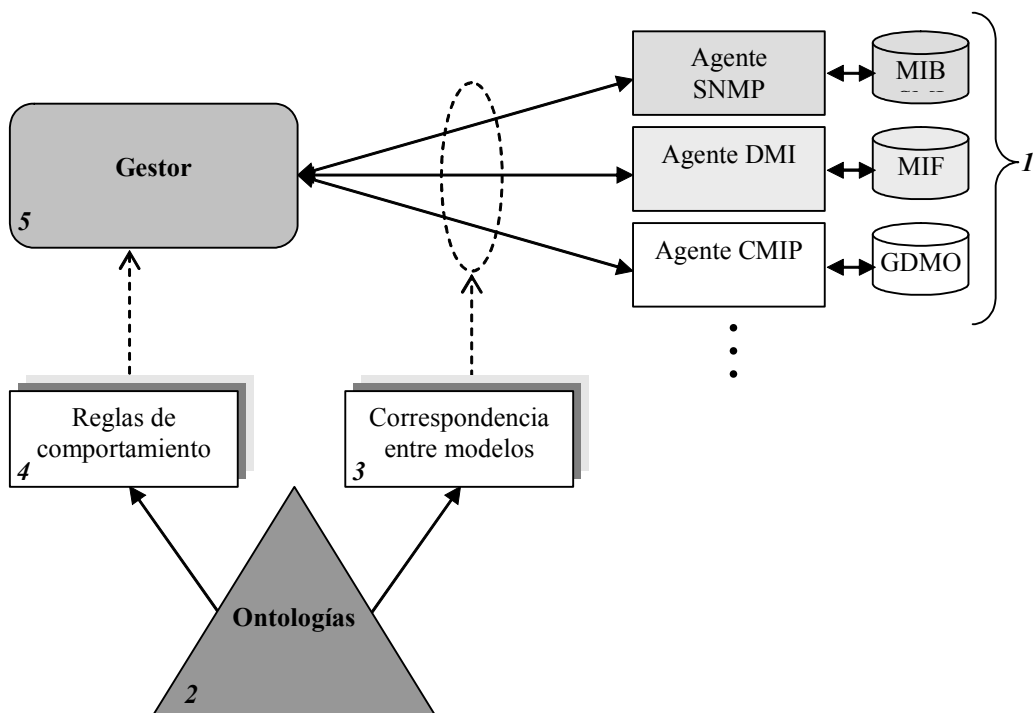 Agente
SNMP
MIB
Agente DMI
MIF
1
Gestor
5
Agente CMIP
GDMO
Reglas de
comportamiento
4
Correspondencia
entre modelos
3
Ontologías
2